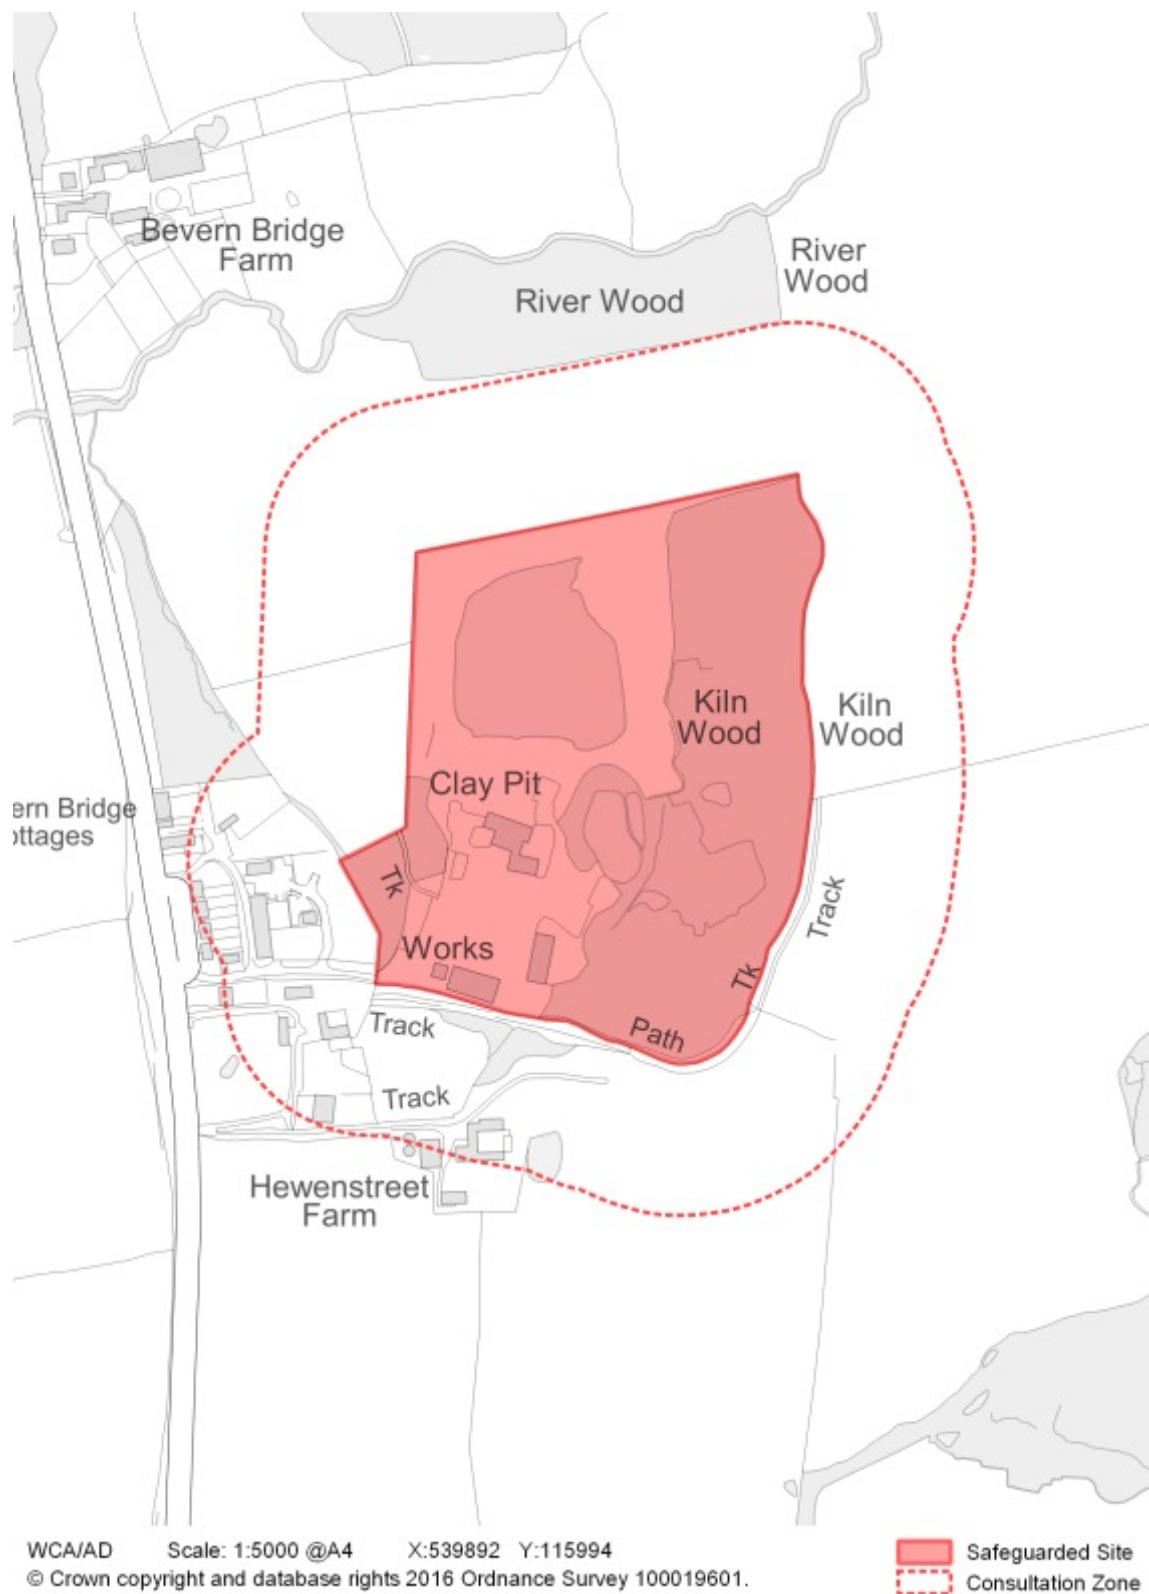 Bevern Bridge
Farm
River
Wood
River Wood
Kiln
Wood
Kiln
Wood
Clay Pit
ern Bridge
ottages
Tk
Track
Works
Tk
Track
Path
Track
Hewenstreet
Farm
WCA/AD Scale: 1:5000 @A4 X:539892 Y:115994
© Crown copyright and database rights 2016 Ordnance Survey 100019601.
Safeguarded Site
Consultation Zone